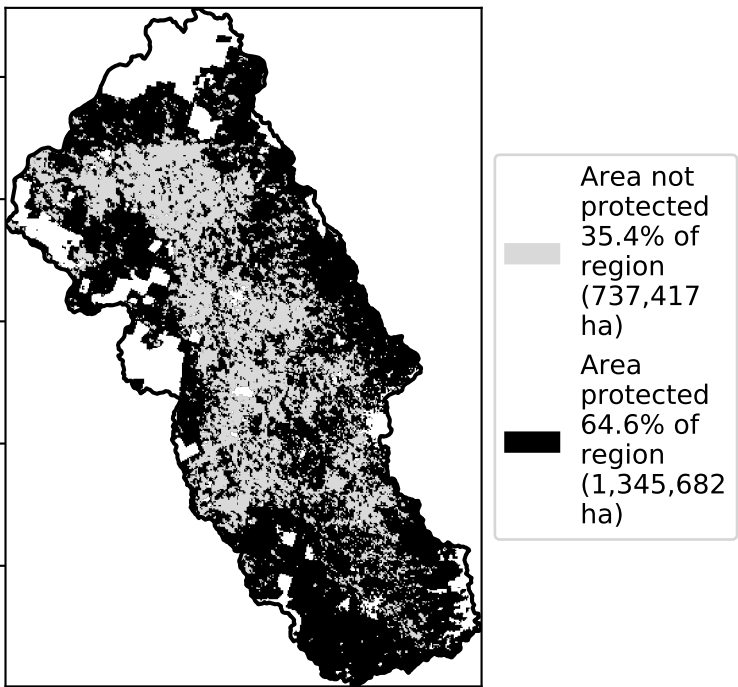 Area not
protected
35.4% of
region
(737,417
ha)
Area
protected
64.6% of
region
(1,345,682
ha)